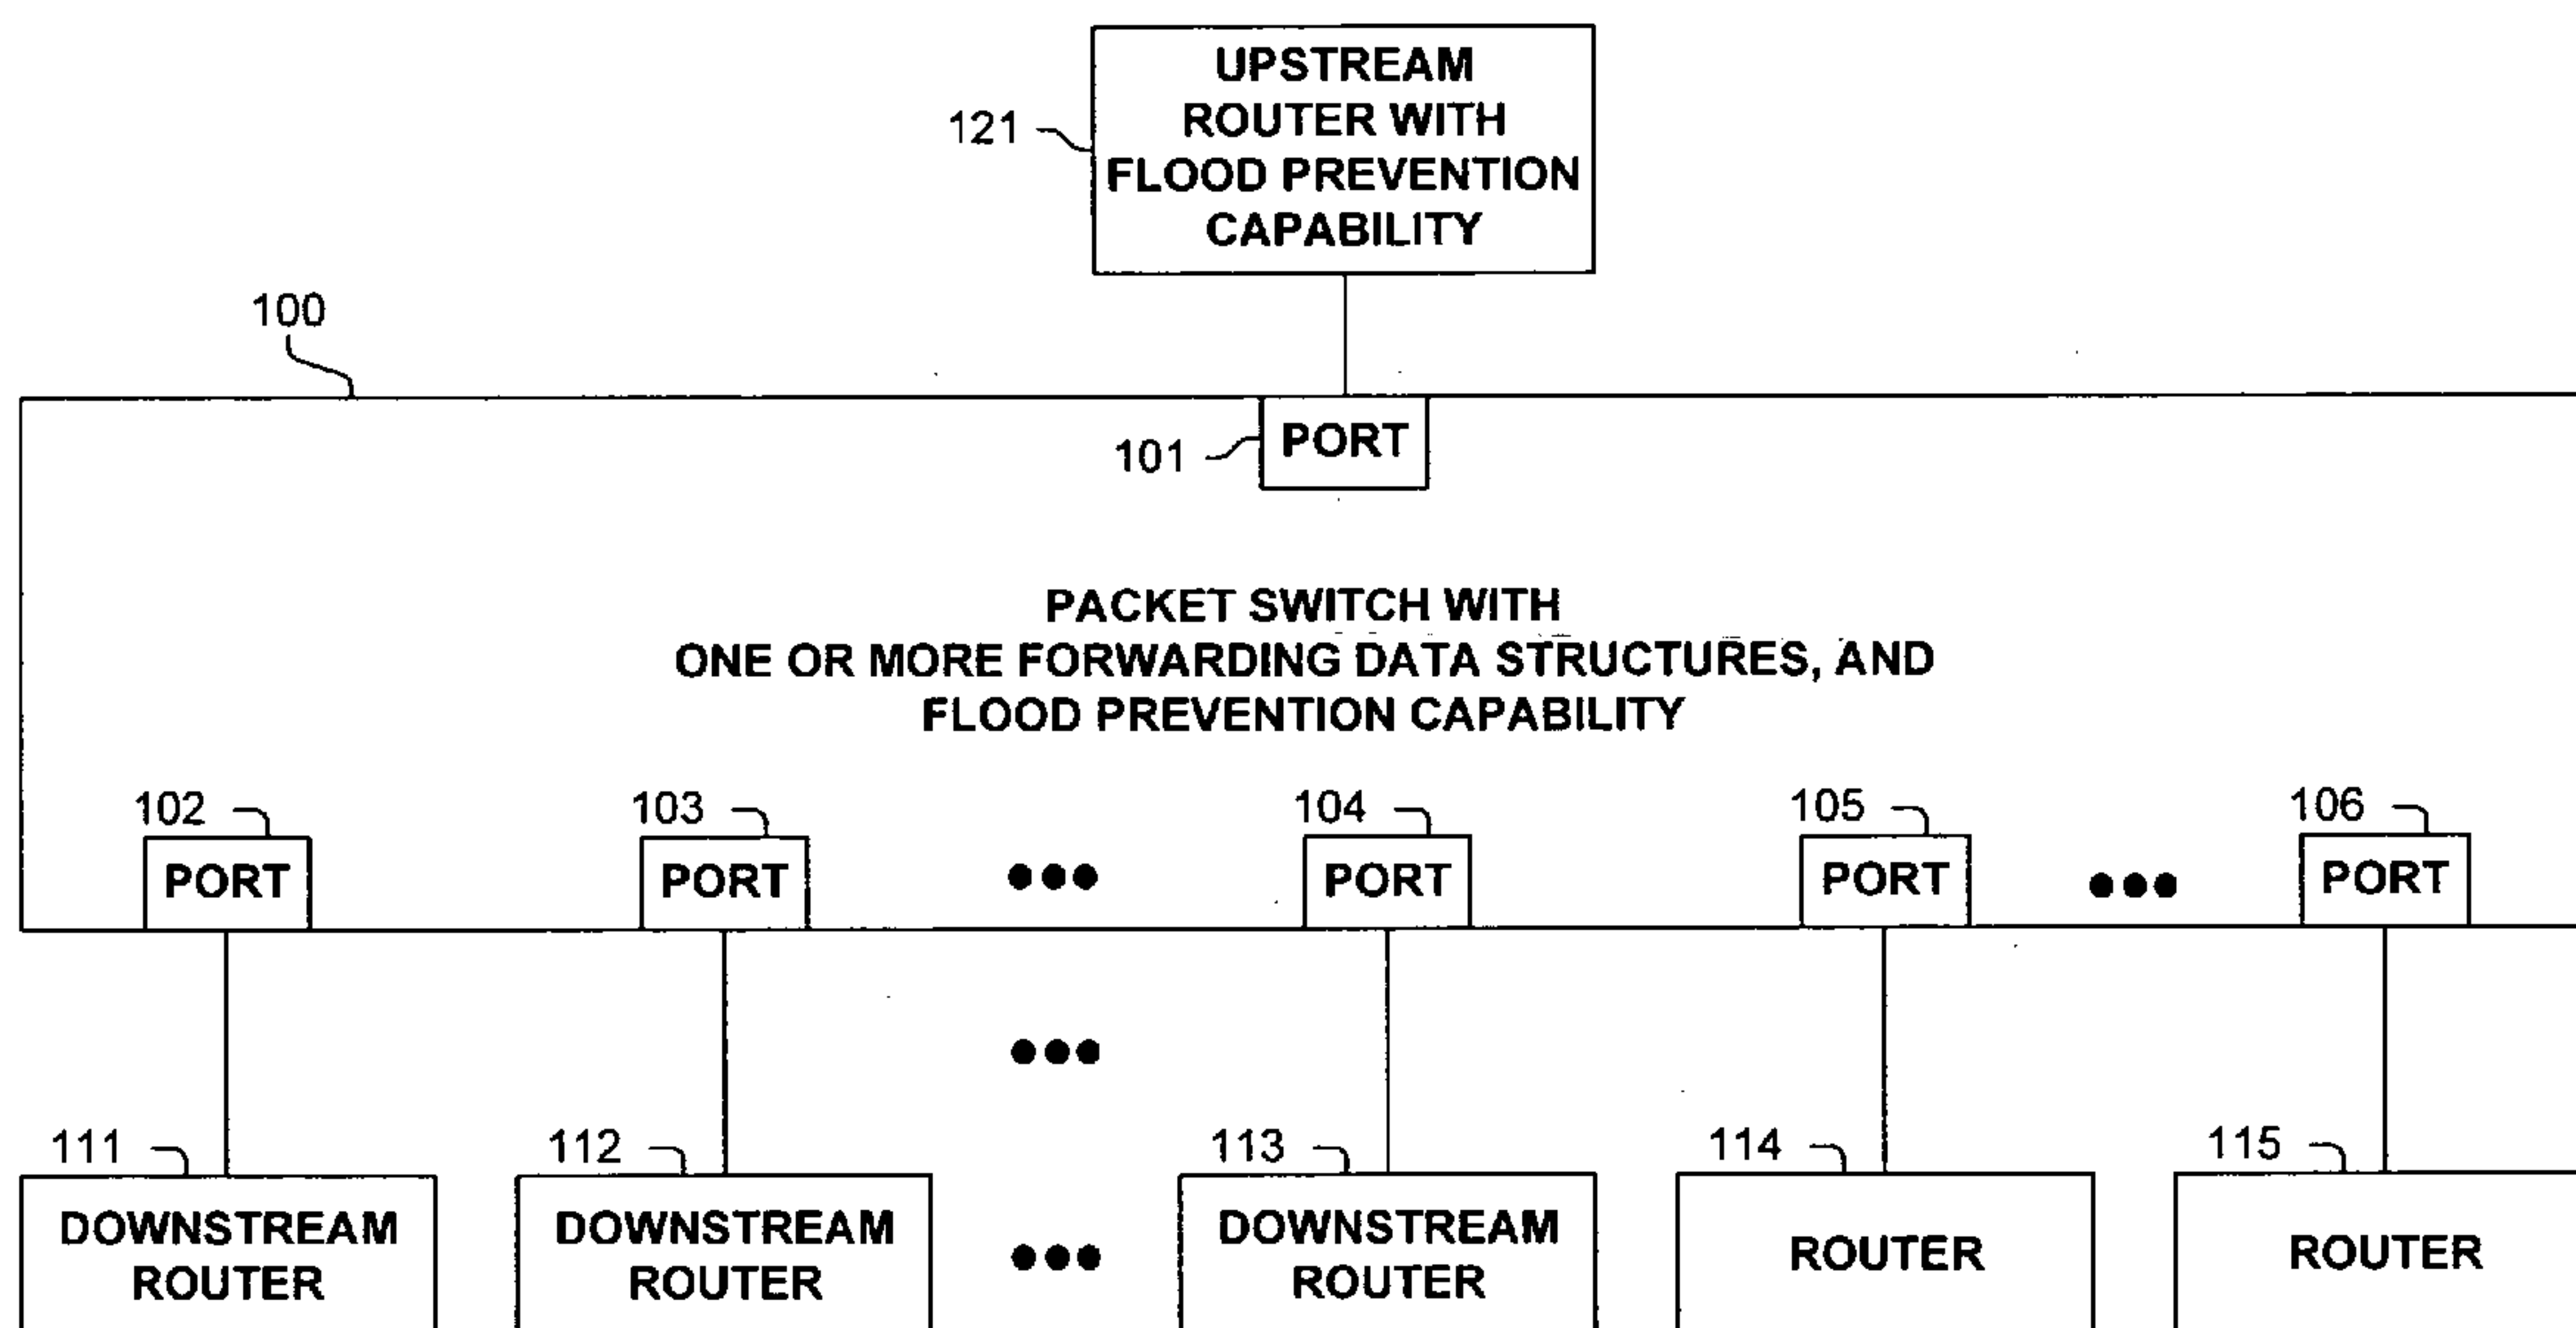 UPSTREAM
ROUTER WITH
FLOOD PREVENTION
CAPABILITY
121
100
PORT
101
PACKET SWITCH WITH
ONE OR MORE FORWARDING DATA STRUCTURES, AND
FLOOD PREVENTION CAPABILITY
102
103
104
105
106
PORT
PORT
PORT
PORT
PORT
111
112
113
114
115
DOWNSTREAM
ROUTER
DOWNSTREAM
ROUTER
DOWNSTREAM
ROUTER
ROUTER
ROUTER